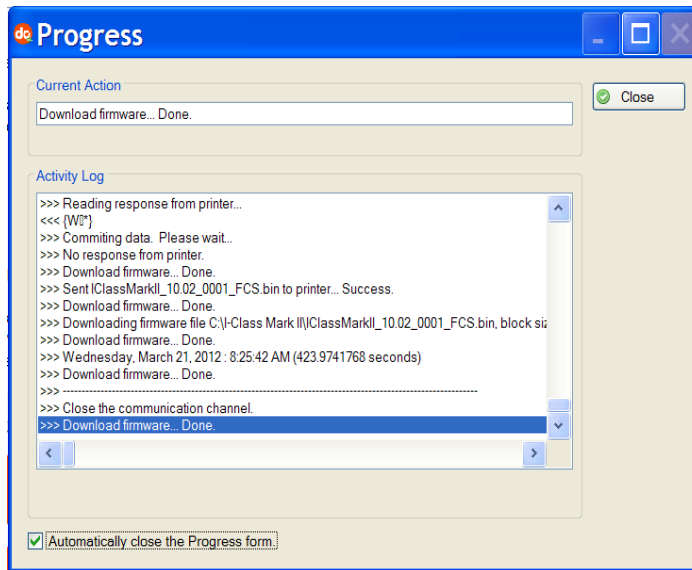 do Progress
Current Action
Close
Download firmware... Done.
Activity Log
>>> Reading response from printer...
<<< {W▯*}
>>> Commiting data. Please wait...
>>> No response from printer.
>>> Download firmware... Done.
>>> Sent IClassMarkII_10.02_0001_FCS.bin to printer... Success.
>>> Download firmware... Done.
>>> Downloading firmware file C:\I-Class Mark II\IClassMarkII_10.02_0001_FCS.bin, block siz
>>> Download firmware... Done.
>>> Wednesday, March 21, 2012 : 8:25:42 AM (423.9741768 seconds)
>>> Download firmware... Done.
>>> ----------------------------------------------------------------------------------------------------
>>> Close the communication channel.
>>> Download firmware... Done.
Automatically close the Progress form.